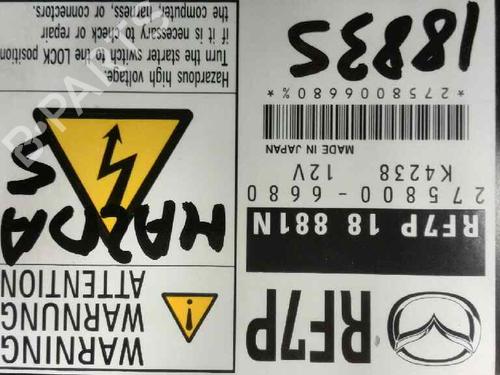 WARNING
WARNUNG
ATTENTION
MAZDA
5
Hazardous high voltage.
Turn the starter switch to the LOCK position
if it is necessary to check or repair
the computer, harness, or connectors.
RF7P
RF7P 18 881N
275800-6680
K4238 12V
MADE IN JAPAN
*2758006680%*
18835
B-PARTS